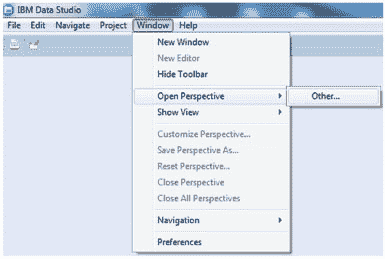 IBM Data Studio
File Edit Navigate Project Window Help
New Window
New Editor
Hide Toolbar
Open Perspective
Other...
Show View
Customize Perspective...
Save Perspective As...
Reset Perspective...
Close Perspective
Close All Perspectives
Navigation
Preferences